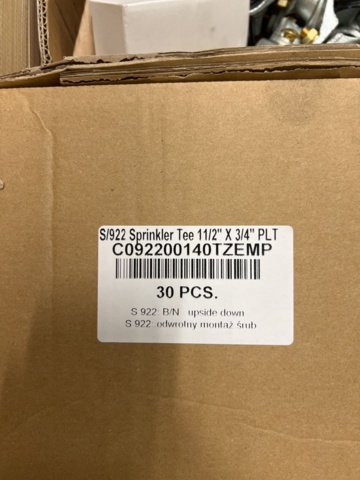 S/922 Sprinkler Tee 11/2" X 3/4" PLT
C092200140TZEMP
30 PCS.
S 922: B/N upside down
S 922: odwrotny montaż śrub